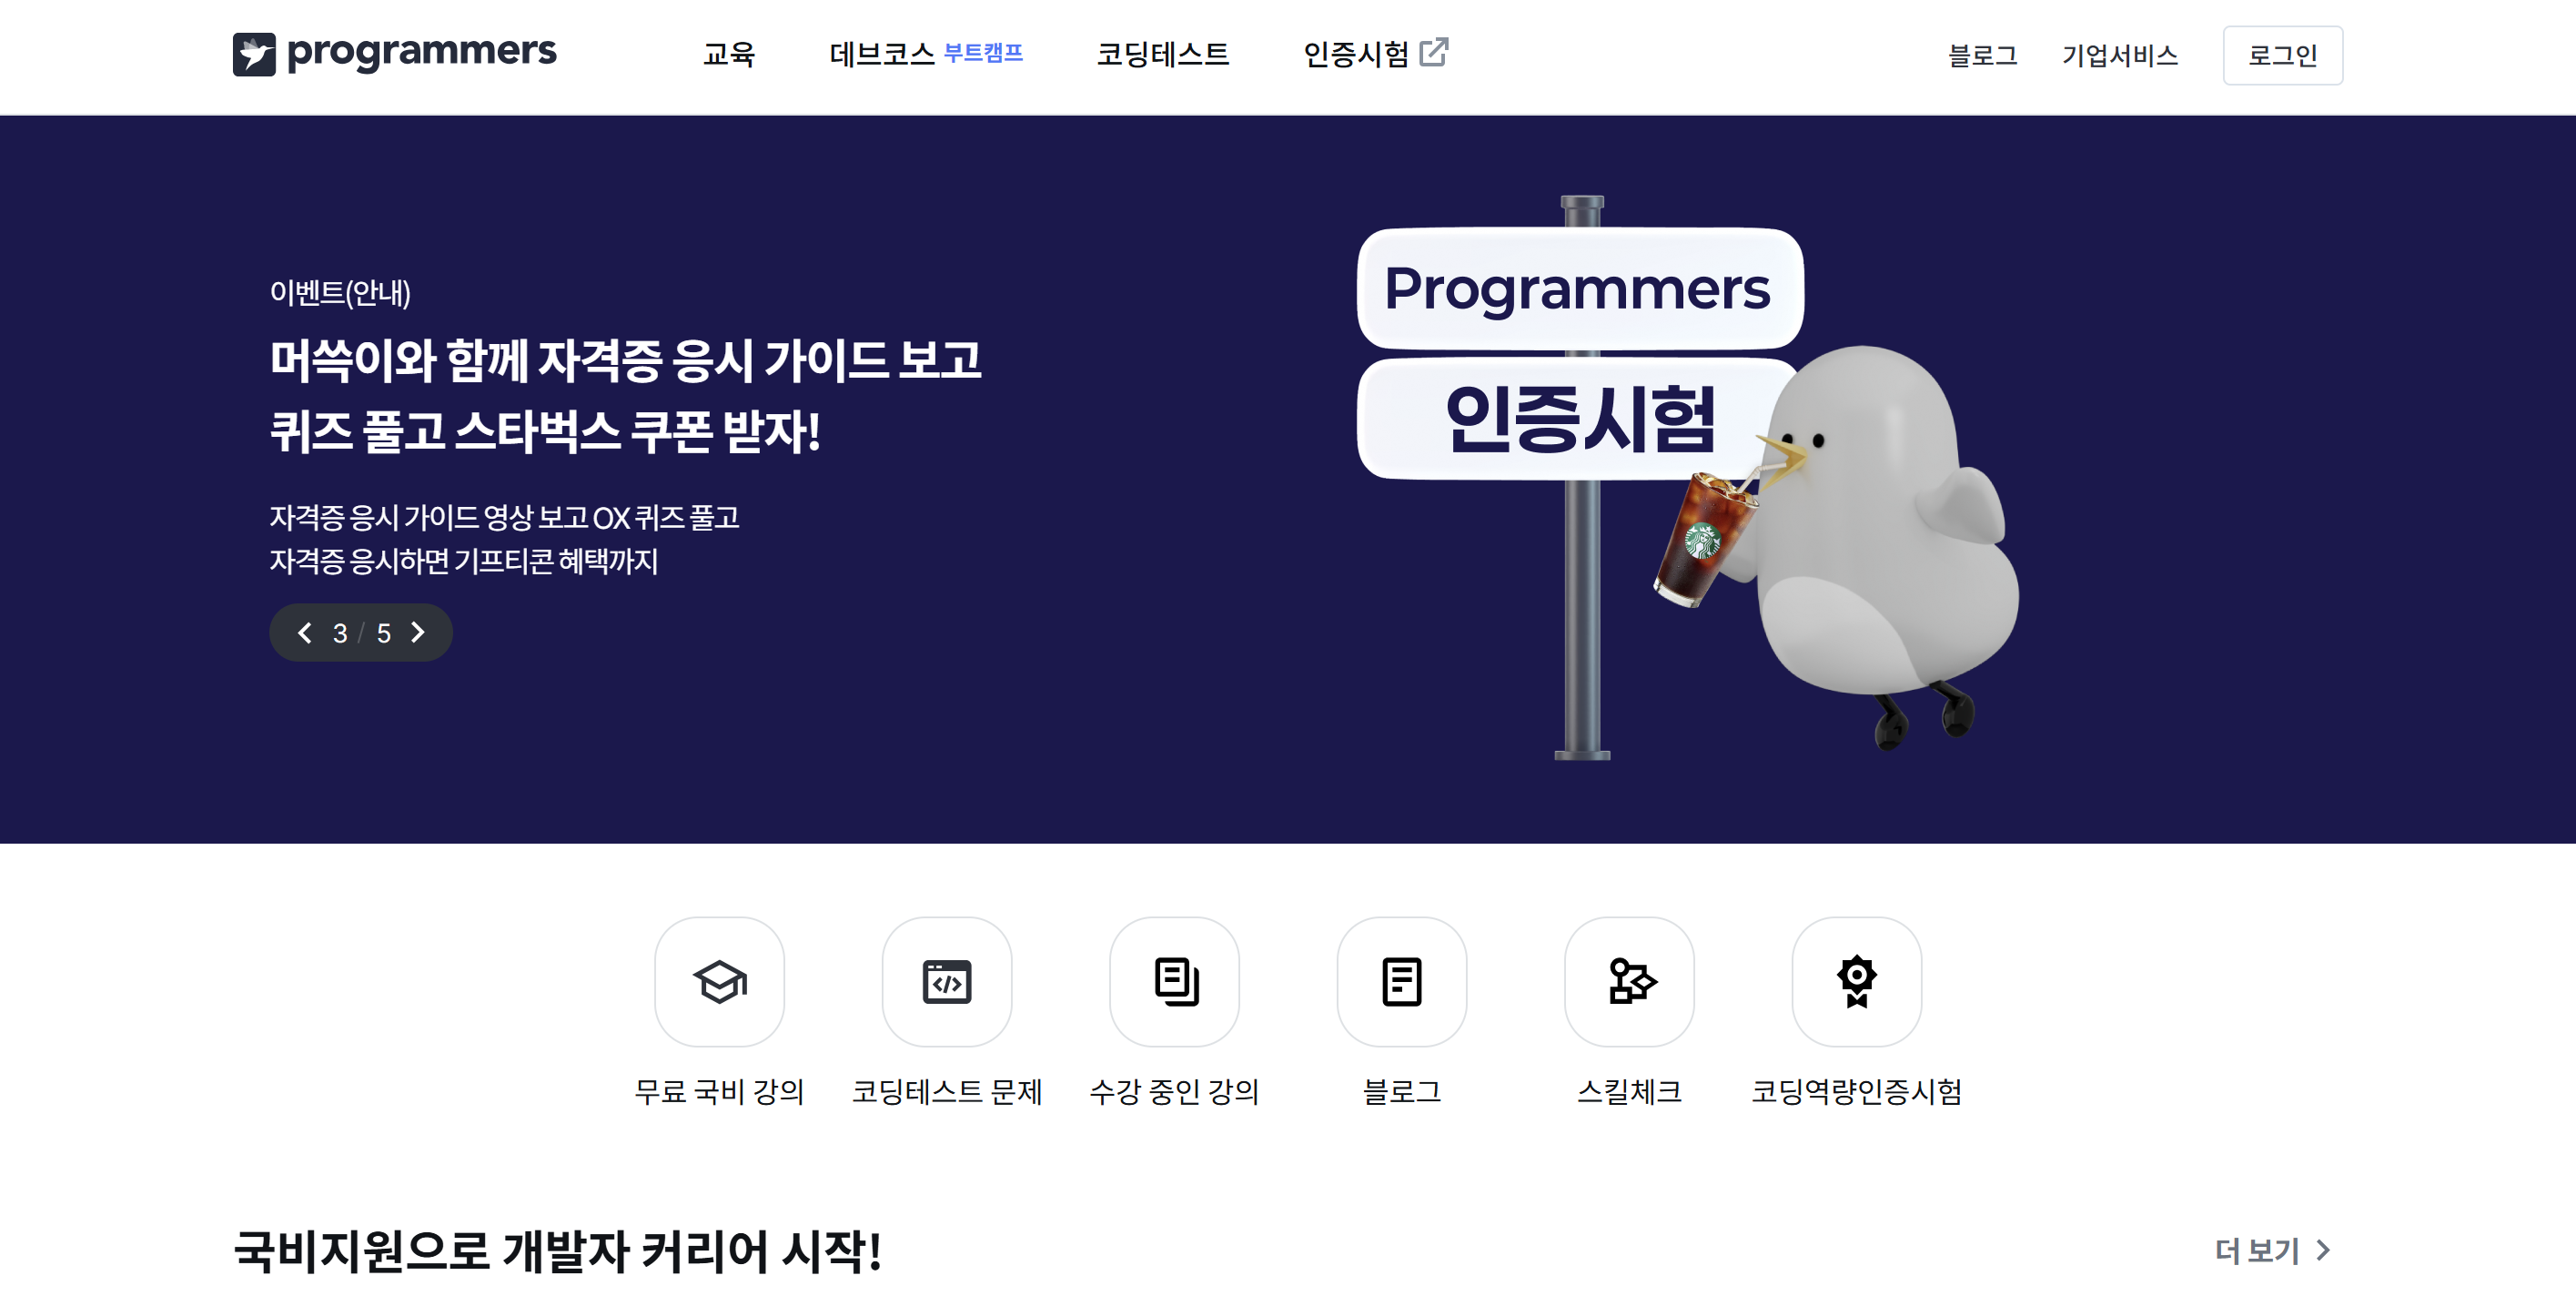 programmers
교육
데브코스 부트캠프
코딩테스트
인증시험
블로그
기업서비스
로그인
이벤트(안내)
머쓱이와 함께 자격증 응시 가이드 보고
퀴즈 풀고 스타벅스 쿠폰 받자!
자격증 응시 가이드 영상 보고 OX 퀴즈 풀고
자격증 응시하면 기프티콘 혜택까지
3 / 5
Programmers
인증시험
무료 국비 강의
코딩테스트 문제
수강 중인 강의
블로그
스킬체크
코딩역량인증시험
국비지원으로 개발자 커리어 시작!
더 보기